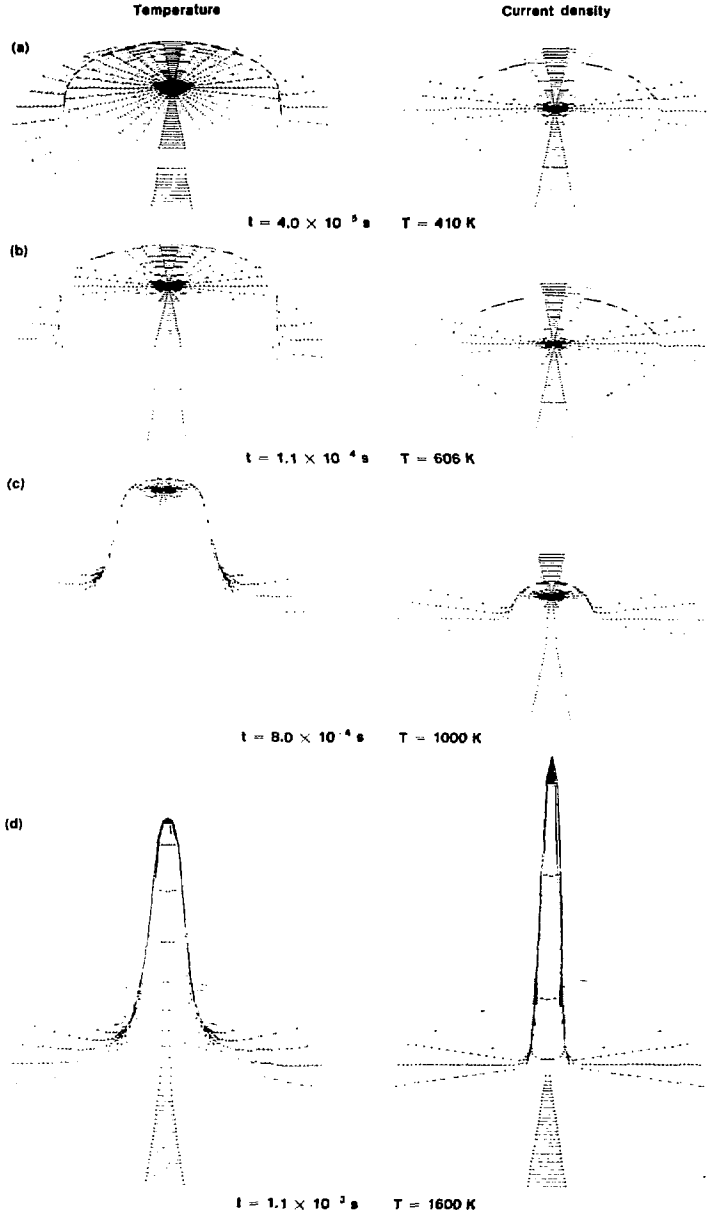 Temperature Current density
(a)
t = 4.0 × 10⁻⁵ s T = 410 K
(b)
t = 1.1 × 10⁻⁴ s T = 606 K
(c)
t = 8.0 × 10⁻⁴ s T = 1000 K
(d)
t = 1.1 × 10⁻³ s T = 1600 K